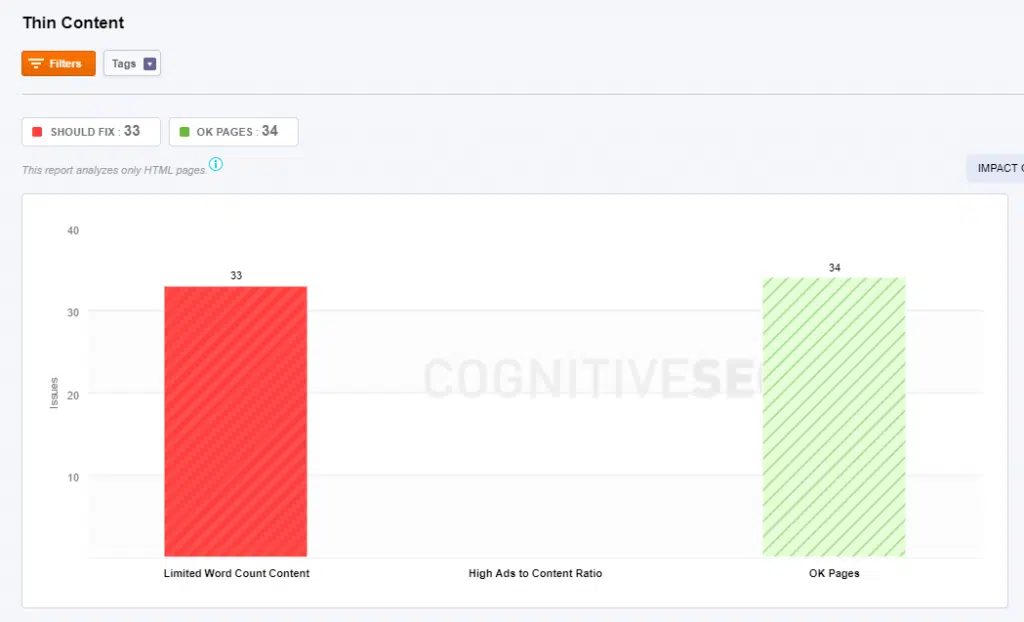 Thin Content
Filters
Tags
SHOULD FIX : 33
OK PAGES : 34
This report analyzes only HTML pages.
IMPACT
40
33
34
30
COGNITIVESE
Issues
20
10
Limited Word Count Content
High Ads to Content Ratio
OK Pages